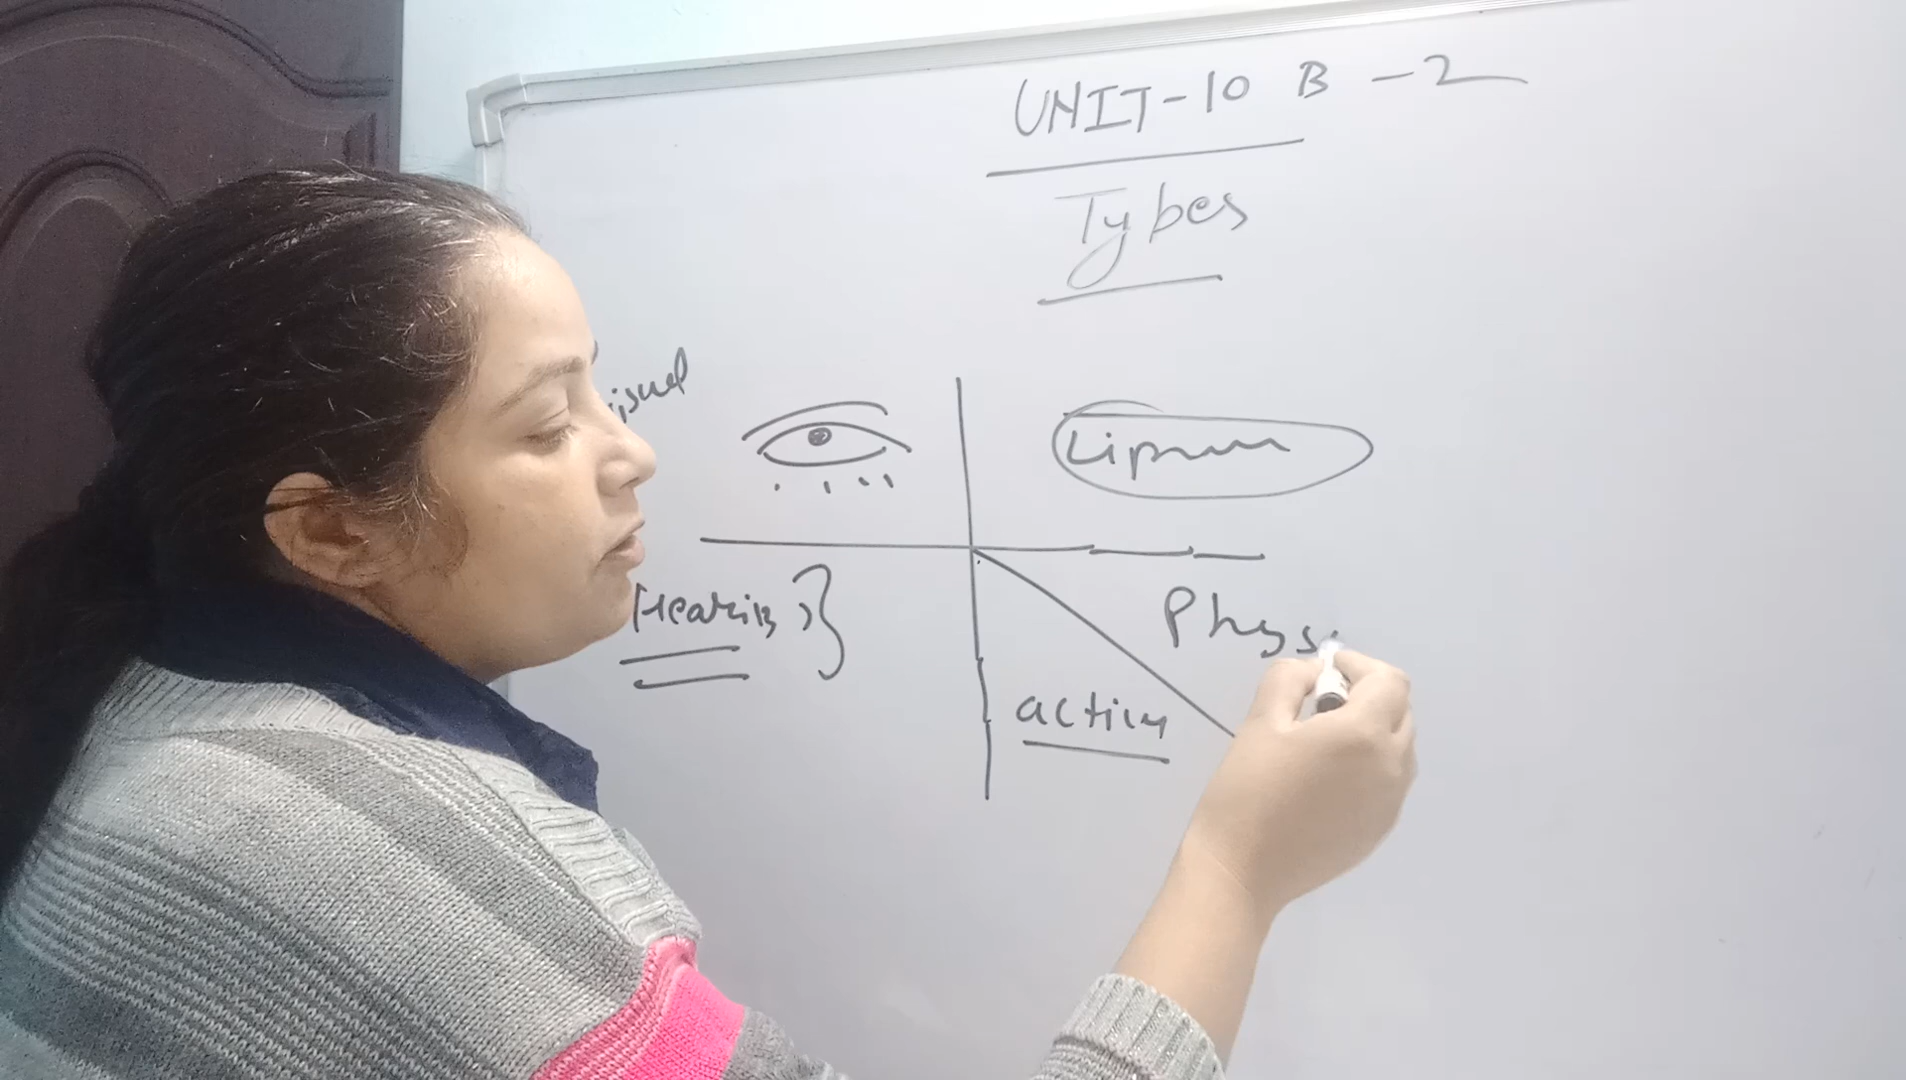 UNIT-10 B-2
Types
isual
Hearing
Phys
active